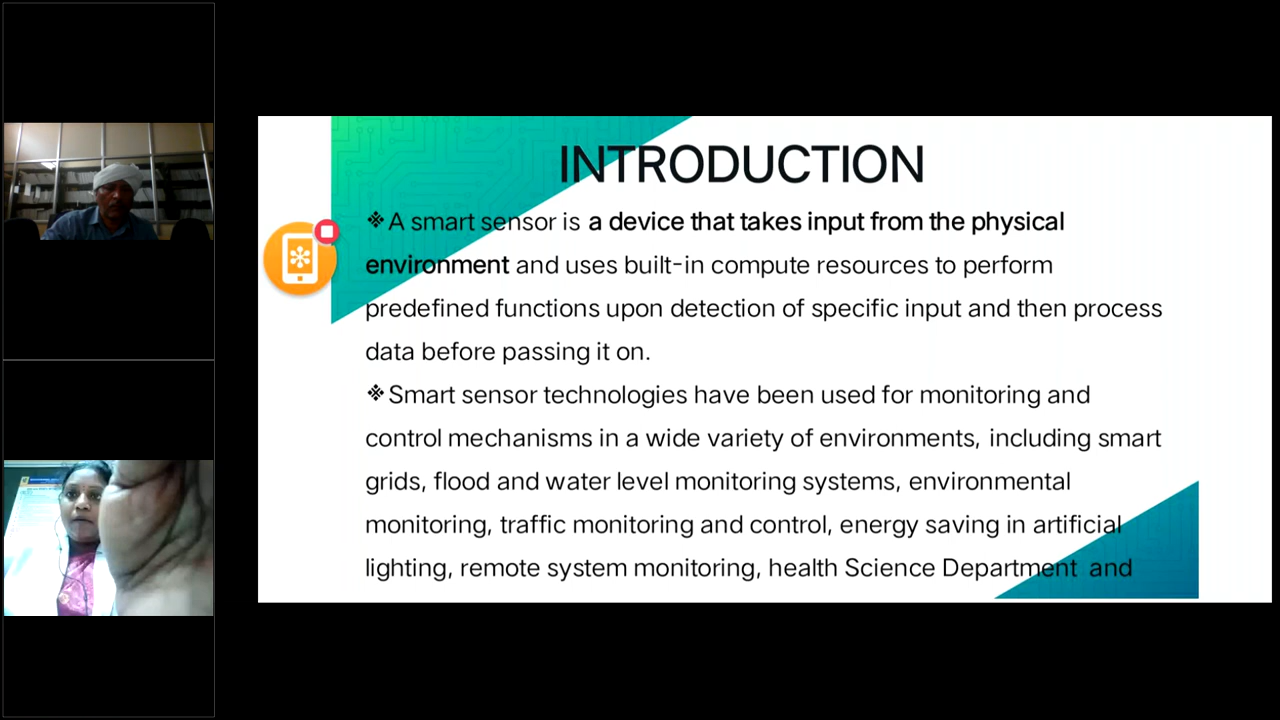 INTRODUCTION
❖A smart sensor is a device that takes input from the physical
environment and uses built-in compute resources to perform
predefined functions upon detection of specific input and then process
data before passing it on.
❖Smart sensor technologies have been used for monitoring and
control mechanisms in a wide variety of environments, including smart
grids, flood and water level monitoring systems, environmental
monitoring, traffic monitoring and control, energy saving in artificial
lighting, remote system monitoring, health Science Department and